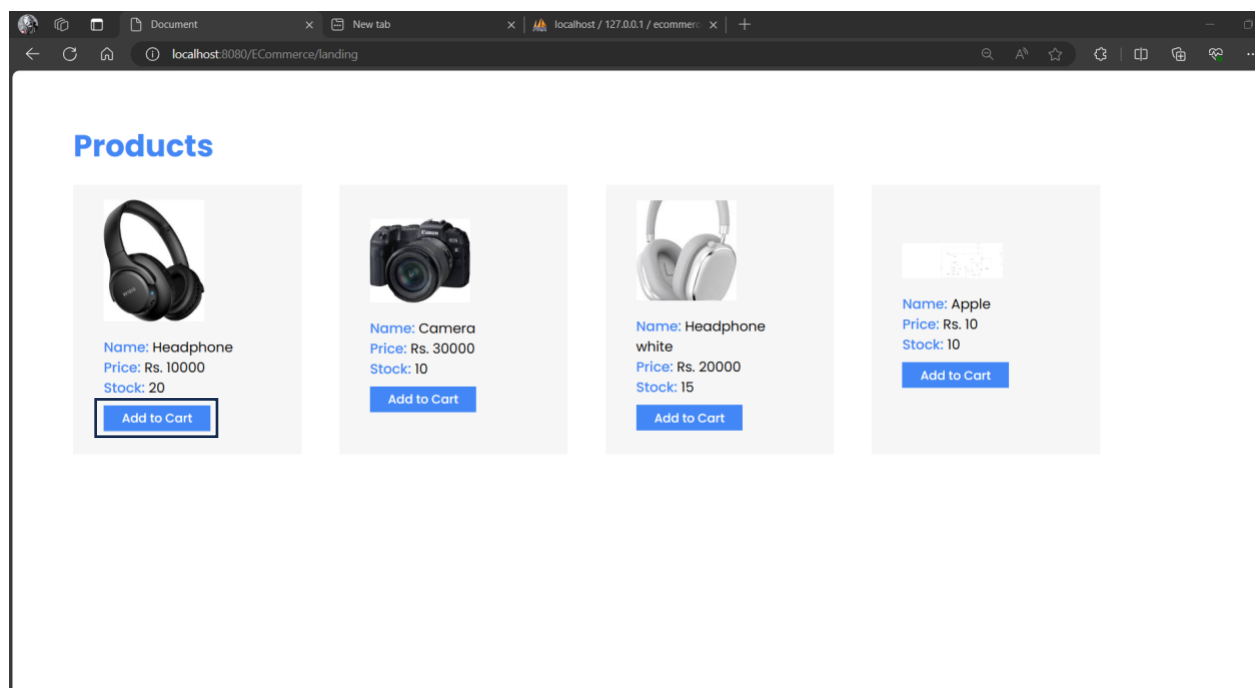 Document
New tab
localhost / 127.0.0.1 / ecommerc
localhost:8080/ECommerce/landing
Products
Name: Headphone
Price: Rs. 10000
Stock: 20
Add to Cart
Canon
Name: Camera
Price: Rs. 30000
Stock: 10
Add to Cart
Name: Headphone
white
Price: Rs. 20000
Stock: 15
Add to Cart
Name: Apple
Price: Rs. 10
Stock: 10
Add to Cart